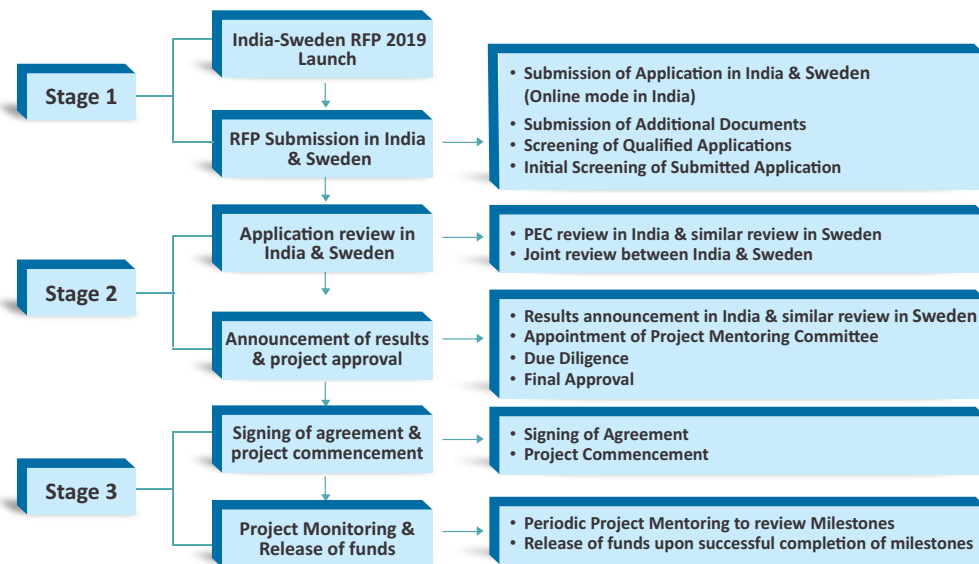 Stage 1
India-Sweden RFP 2019
Launch
RFP Submission in India
& Sweden
• Submission of Application in India & Sweden
(Online mode in India)
• Submission of Additional Documents
• Screening of Qualified Applications
• Initial Screening of Submitted Application
Stage 2
Application review in
India & Sweden
• PEC review in India & similar review in Sweden
• Joint review between India & Sweden
Announcement of results
& project approval
• Results announcement in India & similar review in Sweden
• Appointment of Project Mentoring Committee
• Due Diligence
• Final Approval
Stage 3
Signing of agreement &
project commencement
• Signing of Agreement
• Project Commencement
Project Monitoring &
Release of funds
• Periodic Project Mentoring to review Milestones
• Release of funds upon successful completion of milestones